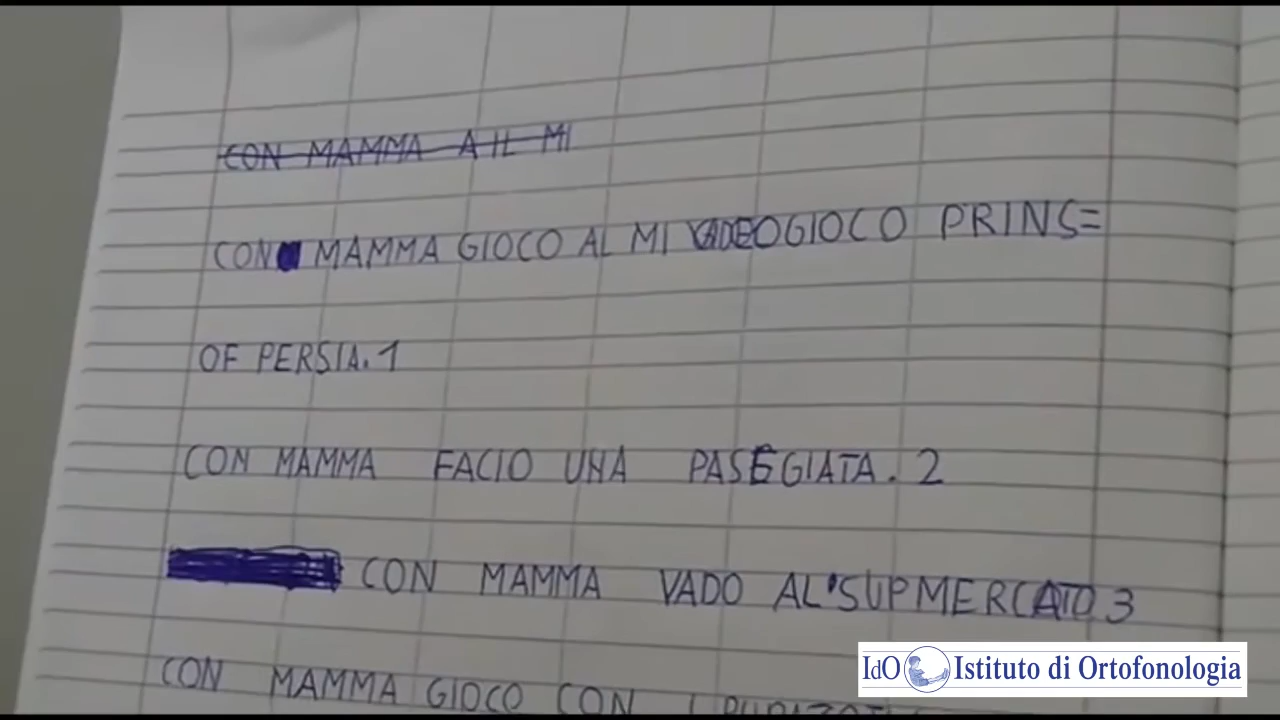 CON MAMMA A IL MI
CON MAMMA GIOCO AL MI VIDEOGIOCO PRINS=
OF PERSIA.1
CON MAMMA FACIO UNA PASEGIATA. 2
CON MAMMA VADO AL'SUPMERCATO 3
CON MAMMA GIOCO CON I
IdO Istituto di Ortofonologia